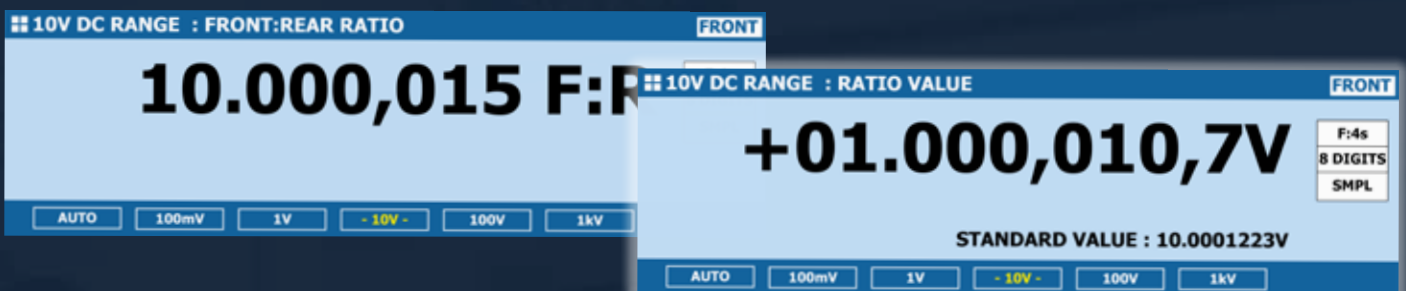 10V DC RANGE : FRONT:REAR RATIO FRONT
10.000,015 F:R
AUTO 100mV 1V - 10V - 100V 1kV
10V DC RANGE : RATIO VALUE FRONT
+01.000,010,7V
F:4s
8 DIGITS
SMPL
STANDARD VALUE : 10.0001223V
AUTO 100mV 1V - 10V - 100V 1kV